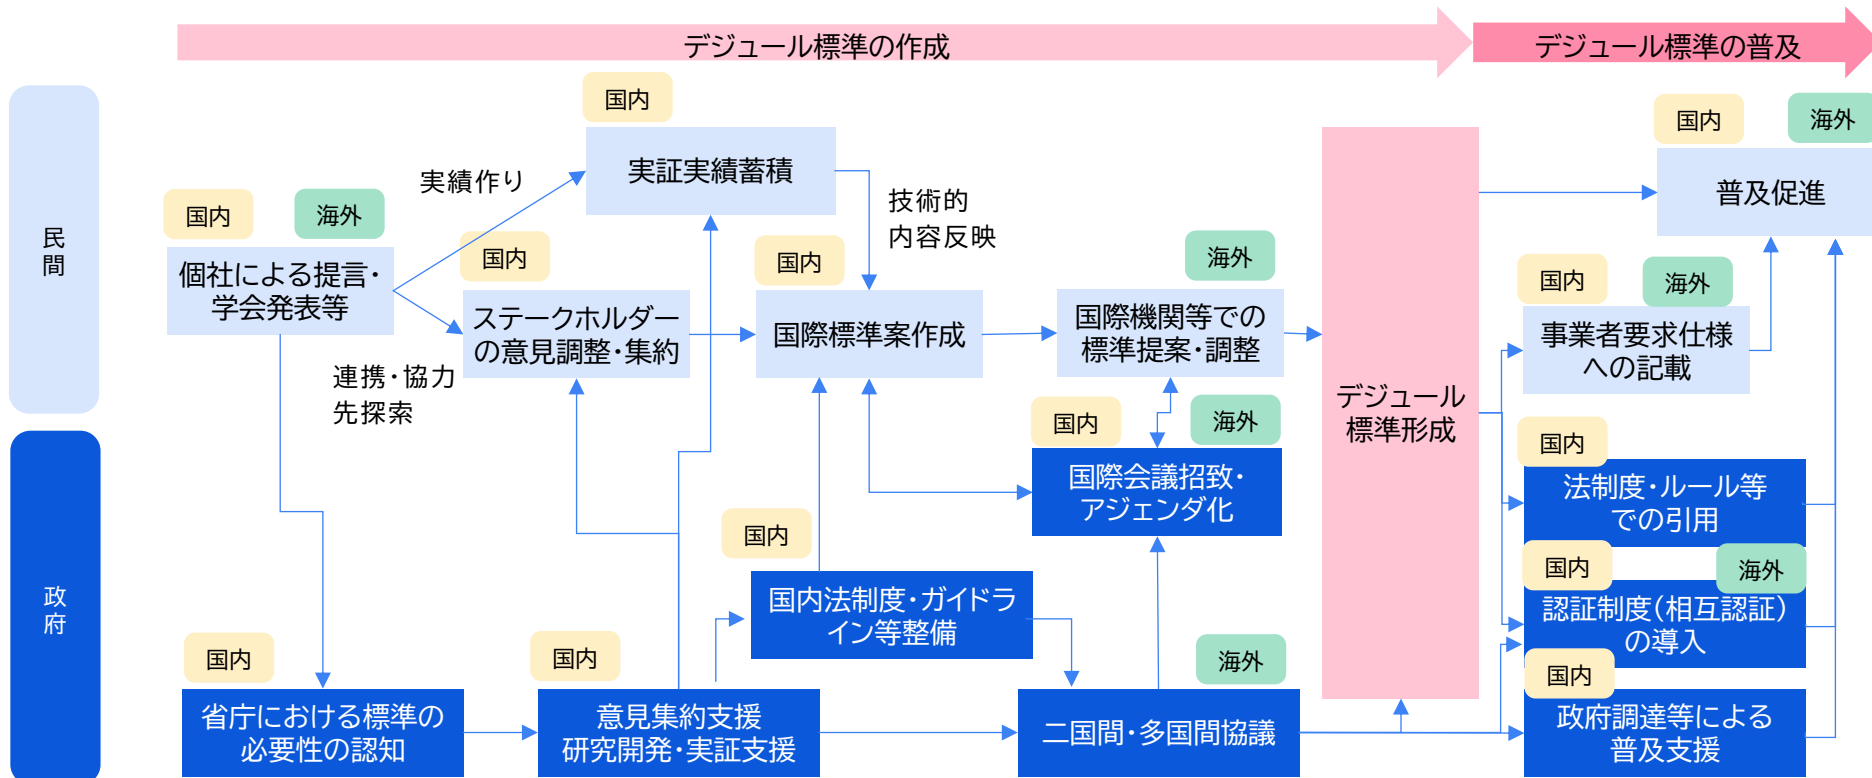 デジュール標準の作成
デジュール標準の普及
民間
政府
国内
実証実績蓄積
実績作り
技術的
内容反映
国内
海外
個社による提言・
学会発表等
連携・協力
先探索
国内
ステークホルダー
の意見調整・集約
国内
国際標準案作成
海外
国際機関等での
標準提案・調整
国内
海外
国際会議招致・
アジェンダ化
国内
国内法制度・ガイドラ
イン等整備
国内
省庁における標準の
必要性の認知
国内
意見集約支援
研究開発・実証支援
海外
二国間・多国間協議
デジュール
標準形成
国内
海外
普及促進
国内
海外
事業者要求仕様
への記載
国内
法制度・ルール等
での引用
国内
海外
認証制度（相互認証）
の導入
国内
政府調達等による
普及支援